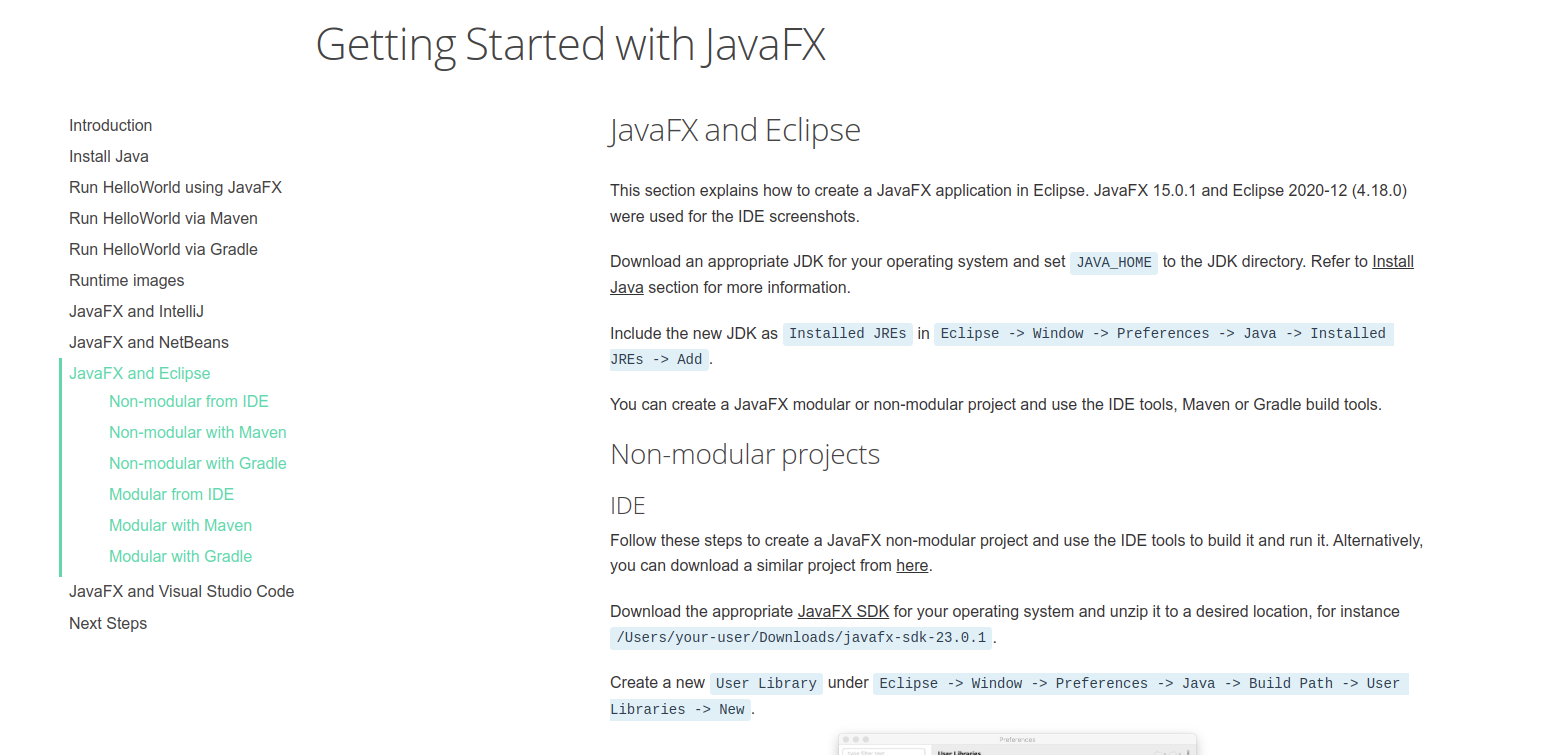 Getting Started with JavaFX
Introduction
Install Java
Run HelloWorld using JavaFX
Run HelloWorld via Maven
Run HelloWorld via Gradle
Runtime images
JavaFX and IntelliJ
JavaFX and NetBeans
JavaFX and Eclipse
Non-modular from IDE
Non-modular with Maven
Non-modular with Gradle
Modular from IDE
Modular with Maven
Modular with Gradle
JavaFX and Visual Studio Code
Next Steps
JavaFX and Eclipse
This section explains how to create a JavaFX application in Eclipse. JavaFX 15.0.1 and Eclipse 2020-12 (4.18.0)
were used for the IDE screenshots.
Download an appropriate JDK for your operating system and set JAVA_HOME to the JDK directory. Refer to Install
Java section for more information.
Include the new JDK as Installed JREs in Eclipse -> Window -> Preferences -> Java -> Installed
JREs -> Add .
You can create a JavaFX modular or non-modular project and use the IDE tools, Maven or Gradle build tools.
Non-modular projects
IDE
Follow these steps to create a JavaFX non-modular project and use the IDE tools to build it and run it. Alternatively,
you can download a similar project from here.
Download the appropriate JavaFX SDK for your operating system and unzip it to a desired location, for instance
/Users/your-user/Downloads/javafx-sdk-23.0.1 .
Create a new User Library under Eclipse -> Window -> Preferences -> Java -> Build Path -> User
Libraries -> New .
Preferences
User Libraries